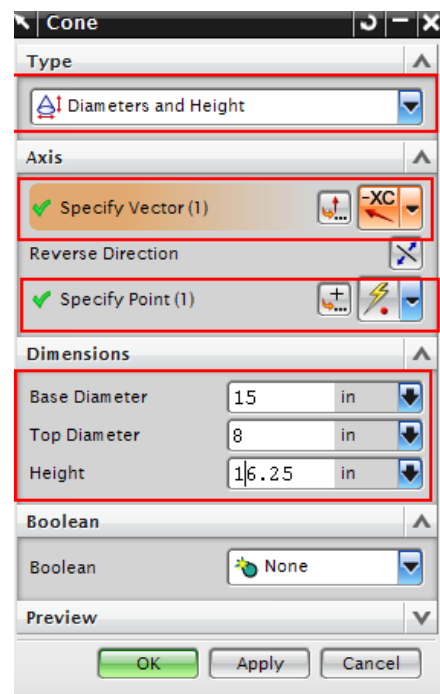 Cone
Type
Diameters and Height
Axis
Specify Vector (1)
-XC
Reverse Direction
Specify Point (1)
Dimensions
Base Diameter 15 in
Top Diameter 8 in
Height 16.25 in
Boolean
Boolean None
Preview
OK Apply Cancel